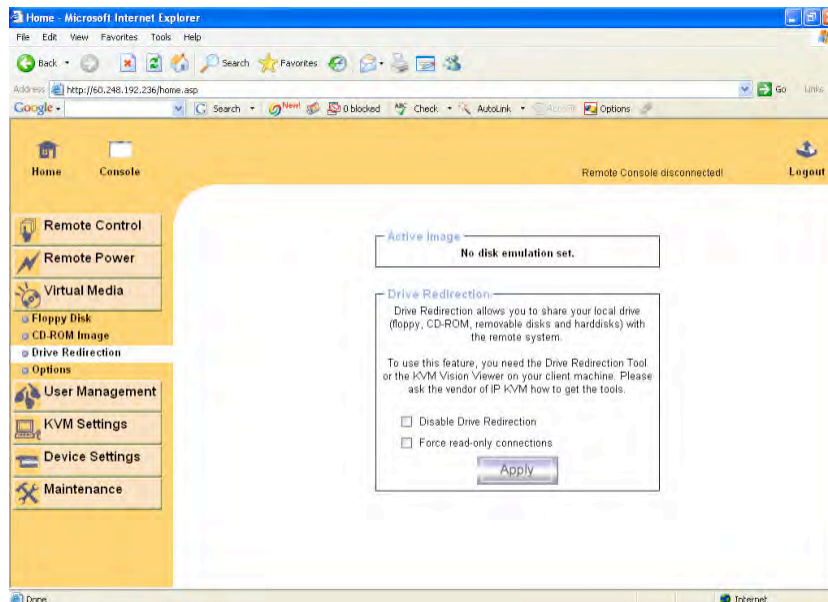 Home - Microsoft Internet Explorer
File Edit View Favorites Tools Help
Back Search Favorites
Address http://60.248.192.236/home.asp Go Links
Google Search New! 0 blocked Check AutoLink Options
Home Console Remote Console disconnected! Logout
Remote Control
Remote Power
Virtual Media
Floppy Disk
CD-ROM Image
Drive Redirection
Options
User Management
KVM Settings
Device Settings
Maintenance
Active Image
No disk emulation set.
Drive Redirection
Drive Redirection allows you to share your local drive
(floppy, CD-ROM, removable disks and harddisks) with
the remote system.
To use this feature, you need the Drive Redirection Tool
or the KVM Vision Viewer on your client machine. Please
ask the vendor of IP KVM how to get the tools.
Disable Drive Redirection
Force read-only connections
Apply
Done Internet